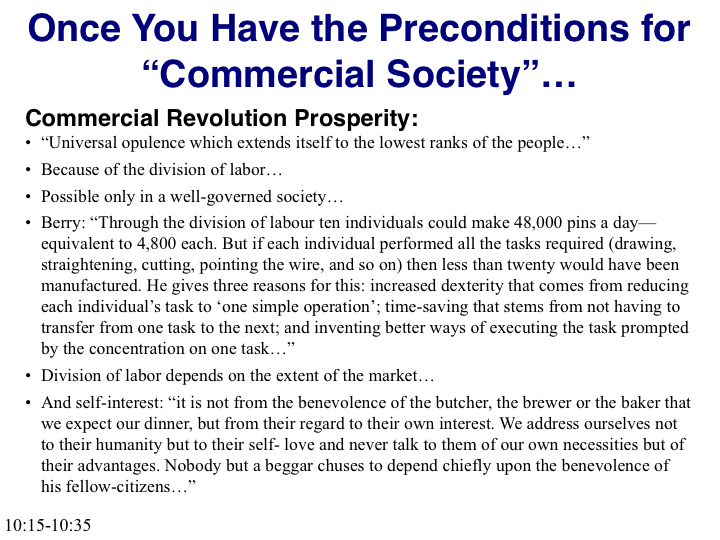 Once You Have the Preconditions for
“Commercial Society”…
Commercial Revolution Prosperity:
• “Universal opulence which extends itself to the lowest ranks of the people…”
• Because of the division of labor…
• Possible only in a well-governed society…
• Berry: “Through the division of labour ten individuals could make 48,000 pins a day—
equivalent to 4,800 each. But if each individual performed all the tasks required (drawing,
straightening, cutting, pointing the wire, and so on) then less than twenty would have been
manufactured. He gives three reasons for this: increased dexterity that comes from reducing
each individual’s task to ‘one simple operation’; time-saving that stems from not having to
transfer from one task to the next; and inventing better ways of executing the task prompted
by the concentration on one task…”
• Division of labor depends on the extent of the market…
• And self-interest: “it is not from the benevolence of the butcher, the brewer or the baker that
we expect our dinner, but from their regard to their own interest. We address ourselves not
to their humanity but to their self- love and never talk to them of our own necessities but of
their advantages. Nobody but a beggar chuses to depend chiefly upon the benevolence of
his fellow-citizens…”
10:15-10:35